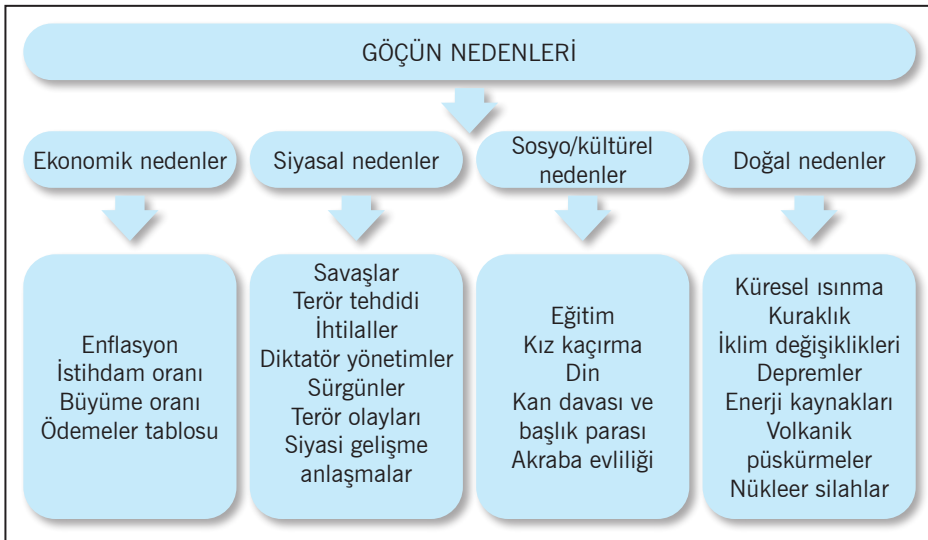 GÖÇÜN NEDENLERİ
Ekonomik nedenler
Siyasal nedenler
Sosyo/kültürel
nedenler
Doğal nedenler
Enflasyon
İstihdam oranı
Büyüme oranı
Ödemeler tablosu
Savaşlar
Terör tehdidi
İhtilaller
Diktatör yönetimler
Sürgünler
Terör olayları
Siyasi gelişme
anlaşmalar
Eğitim
Kız kaçırma
Din
Kan davası ve
başlık parası
Akraba evliliği
Küresel ısınma
Kuraklık
İklim değişiklikleri
Depremler
Enerji kaynakları
Volkanik
püskürmeler
Nükleer silahlar